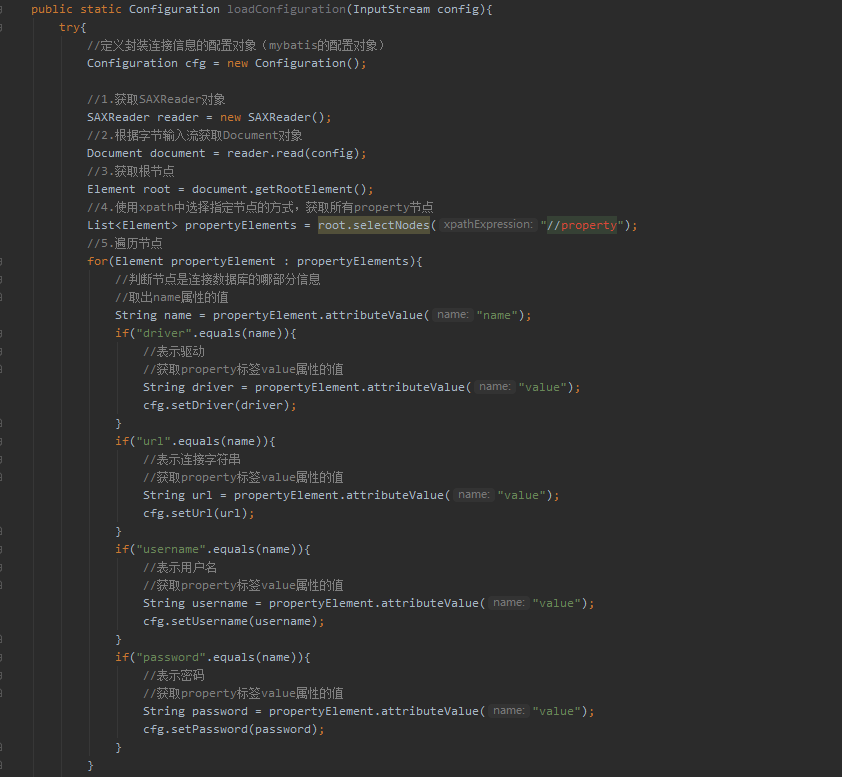 public static Configuration loadConfiguration(InputStream config){
try{
//定义封装连接信息的配置对象（mybatis的配置对象）
Configuration cfg = new Configuration();
//1.获取SAXReader对象
SAXReader reader = new SAXReader();
//2.根据字节输入流获取Document对象
Document document = reader.read(config);
//3.获取根节点
Element root = document.getRootElement();
//4.使用xpath中选择指定节点的方式，获取所有property节点
List<Element> propertyElements = root.selectNodes( xpathExpression: "//property");
//5.遍历节点
for(Element propertyElement : propertyElements){
//判断节点是连接数据库的哪部分信息
//取出name属性的值
String name = propertyElement.attributeValue( name: "name");
if("driver".equals(name)){
//表示驱动
//获取property标签value属性的值
String driver = propertyElement.attributeValue( name: "value");
cfg.setDriver(driver);
}
if("url".equals(name)){
//表示连接字符串
//获取property标签value属性的值
String url = propertyElement.attributeValue( name: "value");
cfg.setUrl(url);
}
if("username".equals(name)){
//表示用户名
//获取property标签value属性的值
String username = propertyElement.attributeValue( name: "value");
cfg.setUsername(username);
}
if("password".equals(name)){
//表示密码
//获取property标签value属性的值
String password = propertyElement.attributeValue( name: "value");
cfg.setPassword(password);
}
}